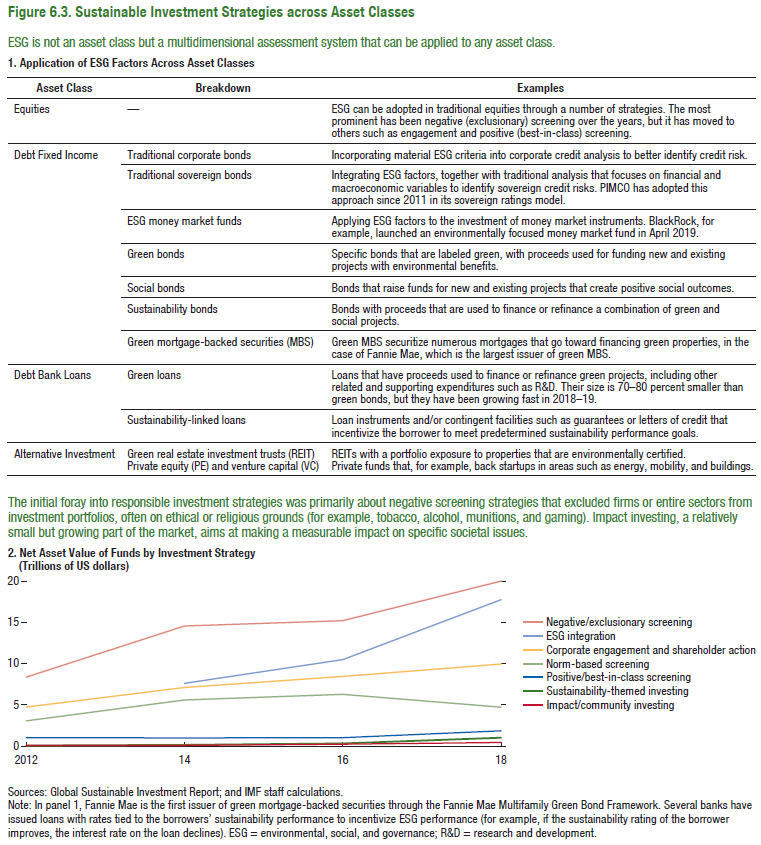 Figure 6.3. Sustainable Investment Strategies across Asset Classes
ESG is not an asset class but a multidimensional assessment system that can be applied to any asset class.
1. Application of ESG Factors Across Asset Classes
Asset Class Breakdown Examples
Equities — ESG can be adopted in traditional equities through a number of strategies. The most
prominent has been negative (exclusionary) screening over the years, but it has moved to
others such as engagement and positive (best-in-class) screening.
Debt Fixed Income Traditional corporate bonds Incorporating material ESG criteria into corporate credit analysis to better identify credit risk.
Traditional sovereign bonds Integrating ESG factors, together with traditional analysis that focuses on financial and
macroeconomic variables to identify sovereign credit risks. PIMCO has adopted this
approach since 2011 in its sovereign ratings model.
ESG money market funds Applying ESG factors to the investment of money market instruments. BlackRock, for
example, launched an environmentally focused money market fund in April 2019.
Green bonds Specific bonds that are labeled green, with proceeds used for funding new and existing
projects with environmental benefits.
Social bonds Bonds that raise funds for new and existing projects that create positive social outcomes.
Sustainability bonds Bonds with proceeds that are used to finance or refinance a combination of green and
social projects.
Green mortgage-backed securities (MBS) Green MBS securitize numerous mortgages that go toward financing green properties, in the
case of Fannie Mae, which is the largest issuer of green MBS.
Debt Bank Loans Green loans Loans that have proceeds used to finance or refinance green projects, including other
related and supporting expenditures such as R&D. Their size is 70–80 percent smaller than
green bonds, but they have been growing fast in 2018–19.
Sustainability-linked loans Loan instruments and/or contingent facilities such as guarantees or letters of credit that
incentivize the borrower to meet predetermined sustainability performance goals.
Alternative Investment Green real estate investment trusts (REIT) REITs with a portfolio exposure to properties that are environmentally certified.
Private equity (PE) and venture capital (VC) Private funds that, for example, back startups in areas such as energy, mobility, and buildings.
The initial foray into responsible investment strategies was primarily about negative screening strategies that excluded firms or entire sectors from
investment portfolios, often on ethical or religious grounds (for example, tobacco, alcohol, munitions, and gaming). Impact investing, a relatively
small but growing part of the market, aims at making a measurable impact on specific societal issues.
2. Net Asset Value of Funds by Investment Strategy
(Trillions of US dollars)
20
15
10
5
0
2012 14 16 18
Negative/exclusionary screening
ESG integration
Corporate engagement and shareholder action
Norm-based screening
Positive/best-in-class screening
Sustainability-themed investing
Impact/community investing
Sources: Global Sustainable Investment Report; and IMF staff calculations.
Note: In panel 1, Fannie Mae is the first issuer of green mortgage-backed securities through the Fannie Mae Multifamily Green Bond Framework. Several banks have
issued loans with rates tied to the borrowers’ sustainability performance to incentivize ESG performance (for example, if the sustainability rating of the borrower
improves, the interest rate on the loan declines). ESG = environmental, social, and governance; R&D = research and development.